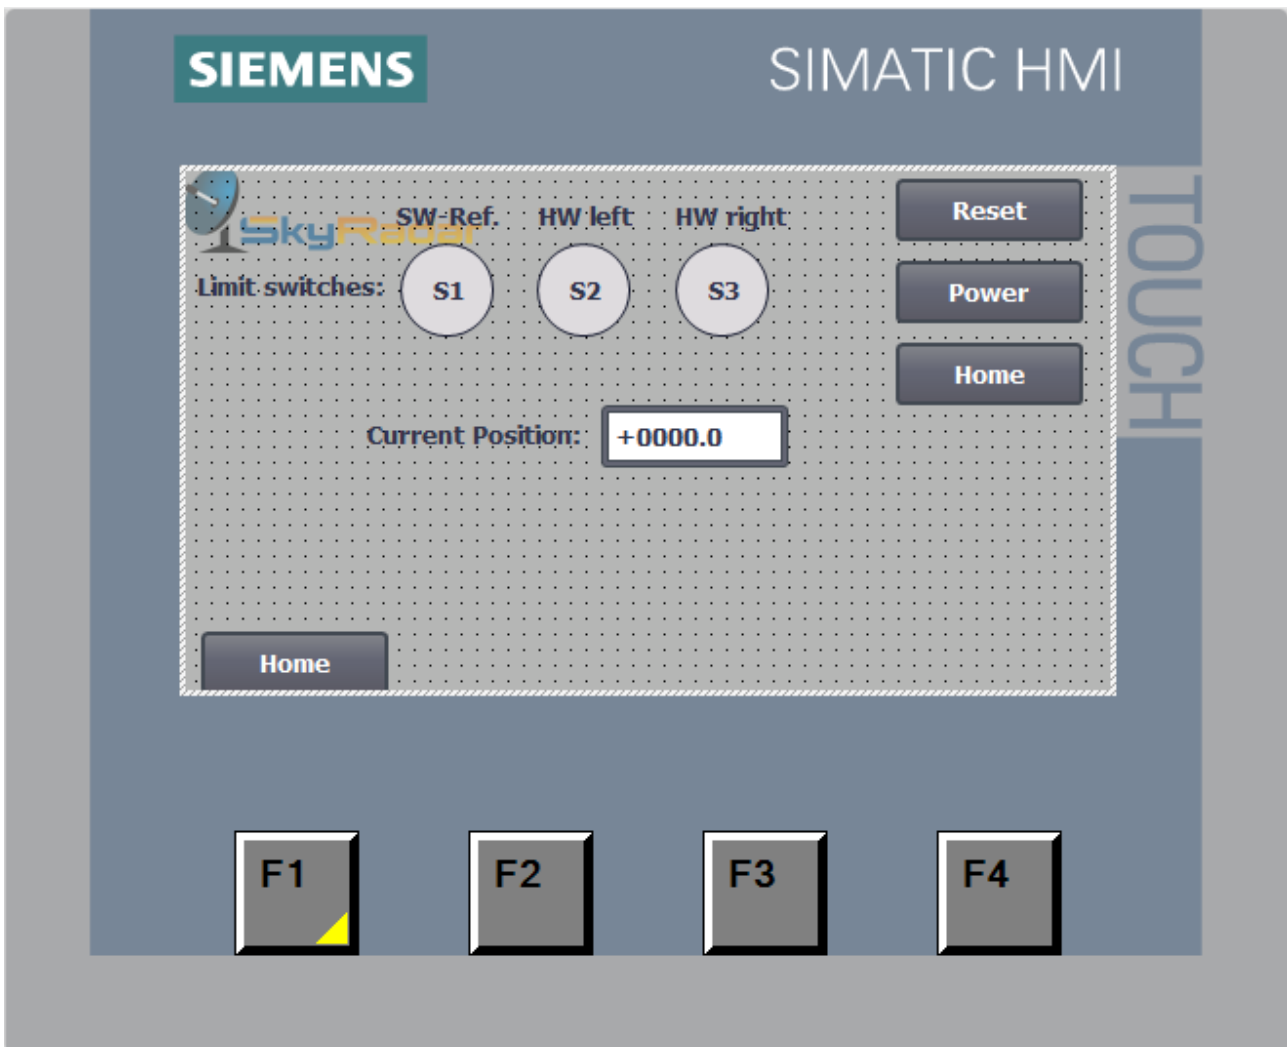 SIEMENS
SIMATIC HMI
TOUCH
SkyRadar
SW-Ref. HW left HW right
Limit switches: S1 S2 S3
Reset
Power
Home
Current Position: +0000.0
Home
F1 F2 F3 F4